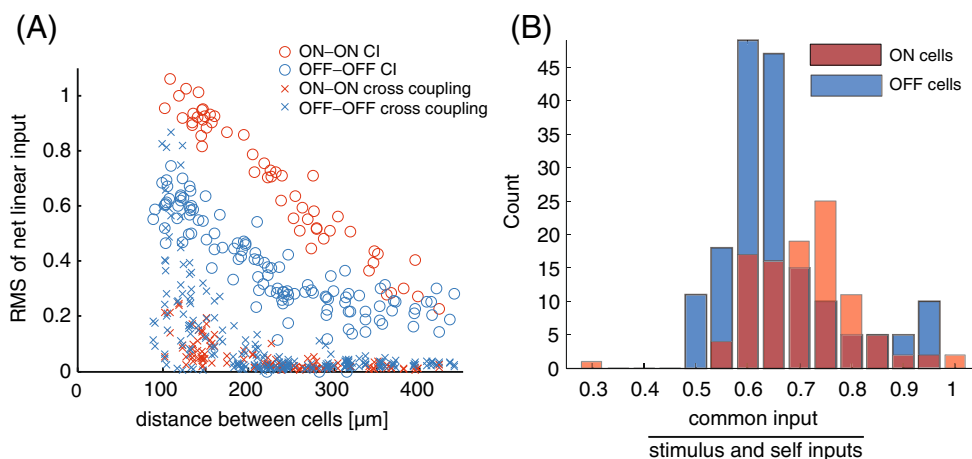 (A)
ON–ON CI
OFF–OFF CI
ON–ON cross coupling
OFF–OFF cross coupling
RMS of net linear input
1
0.8
0.6
0.4
0.2
0
0 100 200 300 400
distance between cells [µm]
(B)
ON cells
OFF cells
Count
45
40
35
30
25
20
15
10
5
0
0.3 0.4 0.5 0.6 0.7 0.8 0.9 1
common input
stimulus and self inputs